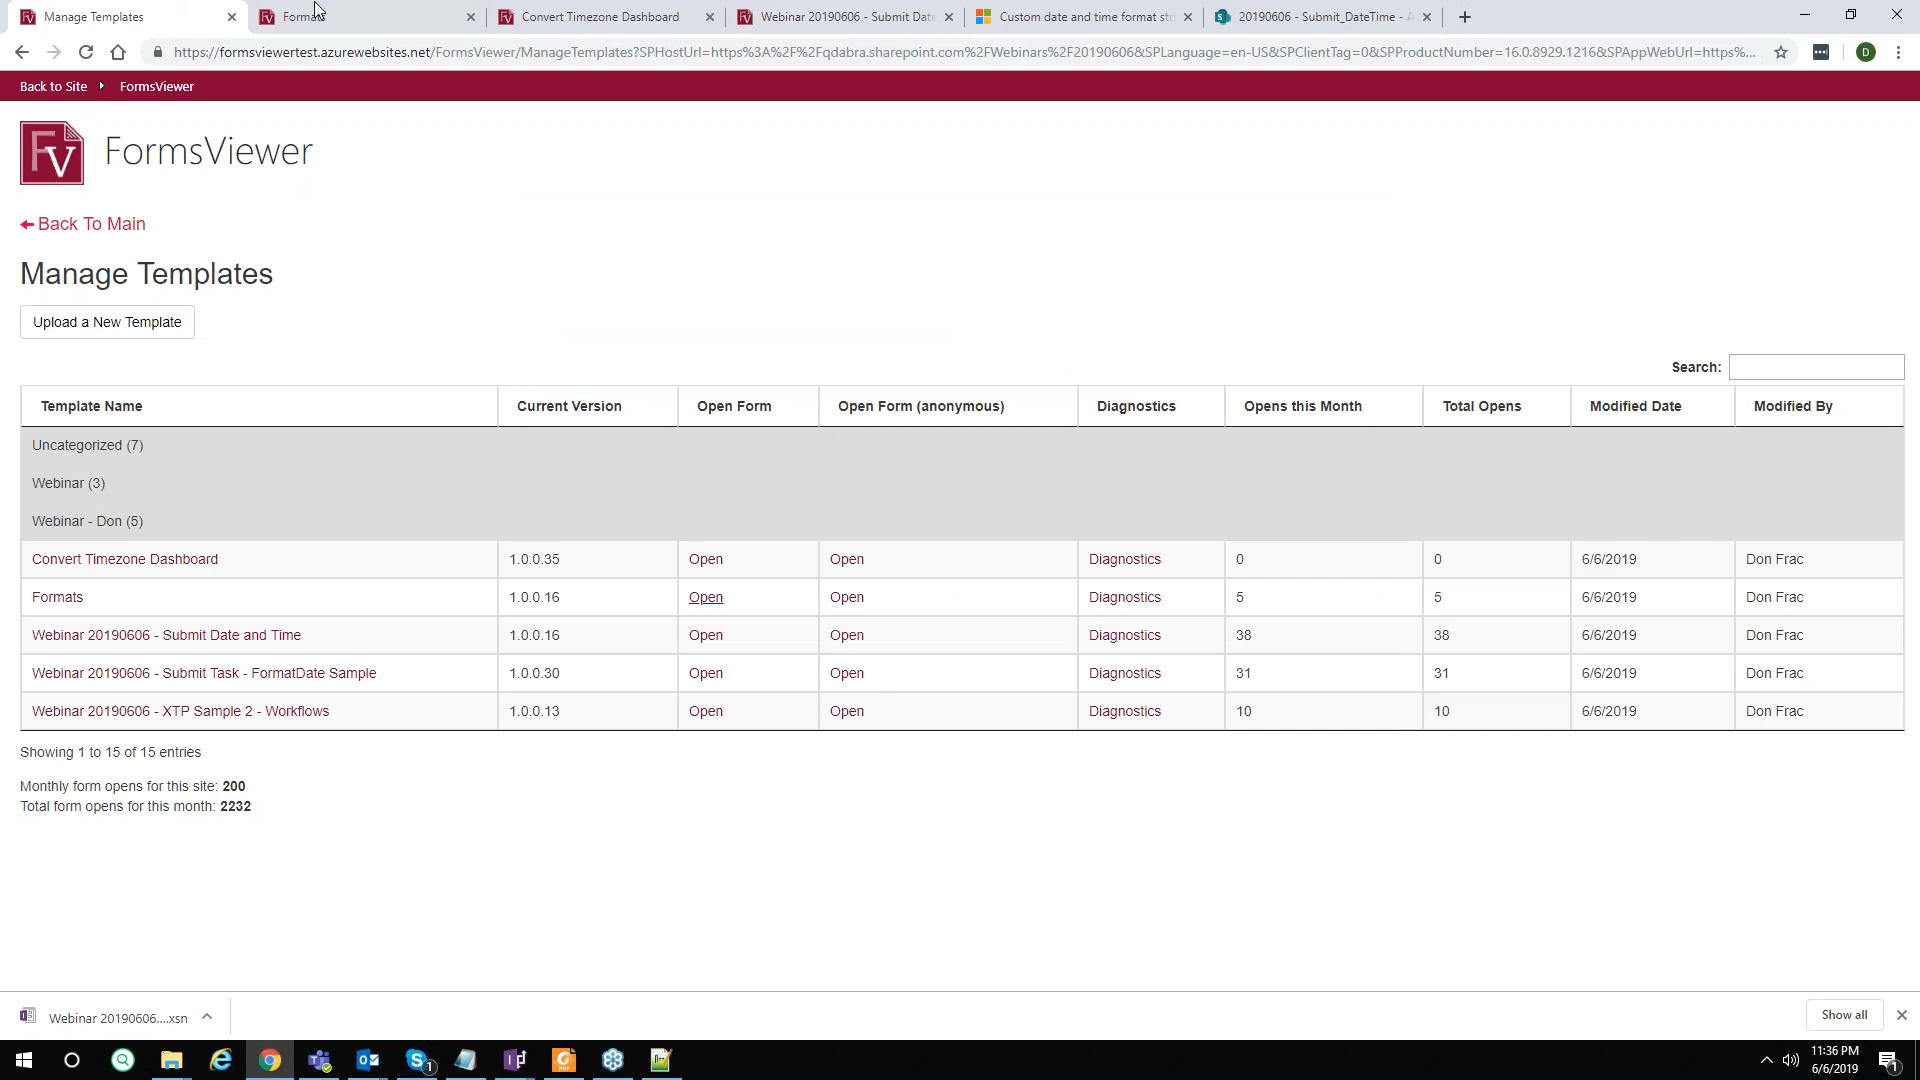 Manage Templates
Form
Convert Timezone Dashboard
Webinar 20190606 - Submit Date
Custom date and time format stri
20190606 - Submit_DateTime - A
https://formsviewertest.azurewebsites.net/FormsViewer/ManageTemplates?SPHostUrl=https%3A%2F%2Fqdabra.sharepoint.com%2FWebinars%2F20190606&SPLanguage=en-US&SPClientTag=0&SPProductNumber=16.0.8929.1216&SPAppWebUrl=https%...
D
Back to Site FormsViewer
FV FormsViewer
Back To Main
Manage Templates
Upload a New Template
Search:
Template Name Current Version Open Form Open Form (anonymous) Diagnostics Opens this Month Total Opens Modified Date Modified By
Uncategorized (7)
Webinar (3)
Webinar - Don (5)
Convert Timezone Dashboard 1.0.0.35 Open Open Diagnostics 0 0 6/6/2019 Don Frac
Formats 1.0.0.16 Open Open Diagnostics 5 5 6/6/2019 Don Frac
Webinar 20190606 - Submit Date and Time 1.0.0.16 Open Open Diagnostics 38 38 6/6/2019 Don Frac
Webinar 20190606 - Submit Task - FormatDate Sample 1.0.0.30 Open Open Diagnostics 31 31 6/6/2019 Don Frac
Webinar 20190606 - XTP Sample 2 - Workflows 1.0.0.13 Open Open Diagnostics 10 10 6/6/2019 Don Frac
Showing 1 to 15 of 15 entries
Monthly form opens for this site: 200
Total form opens for this month: 2232
Webinar 20190606....xsn
Show all
11:36 PM
6/6/2019